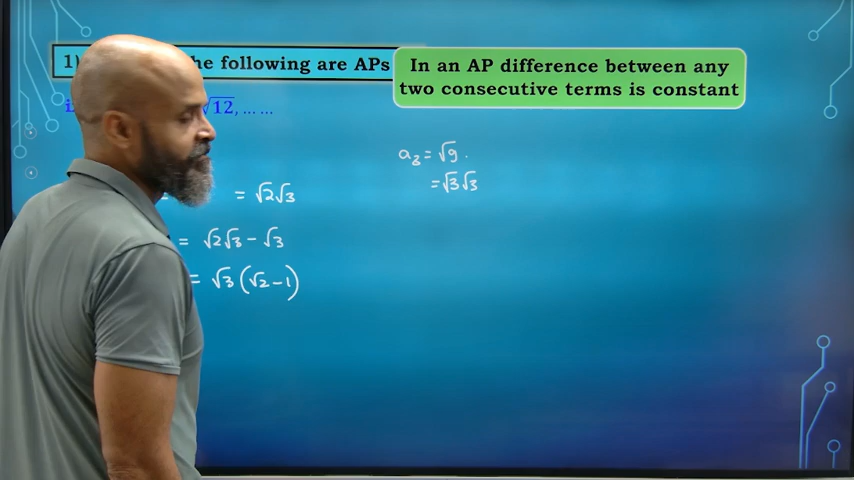 1) he following are APs
In an AP difference between any
two consecutive terms is constant
√12, ... ...
= √2√3
= √2√3 - √3
= √3 (√2-1)
a₃ = √9.
= √3√3